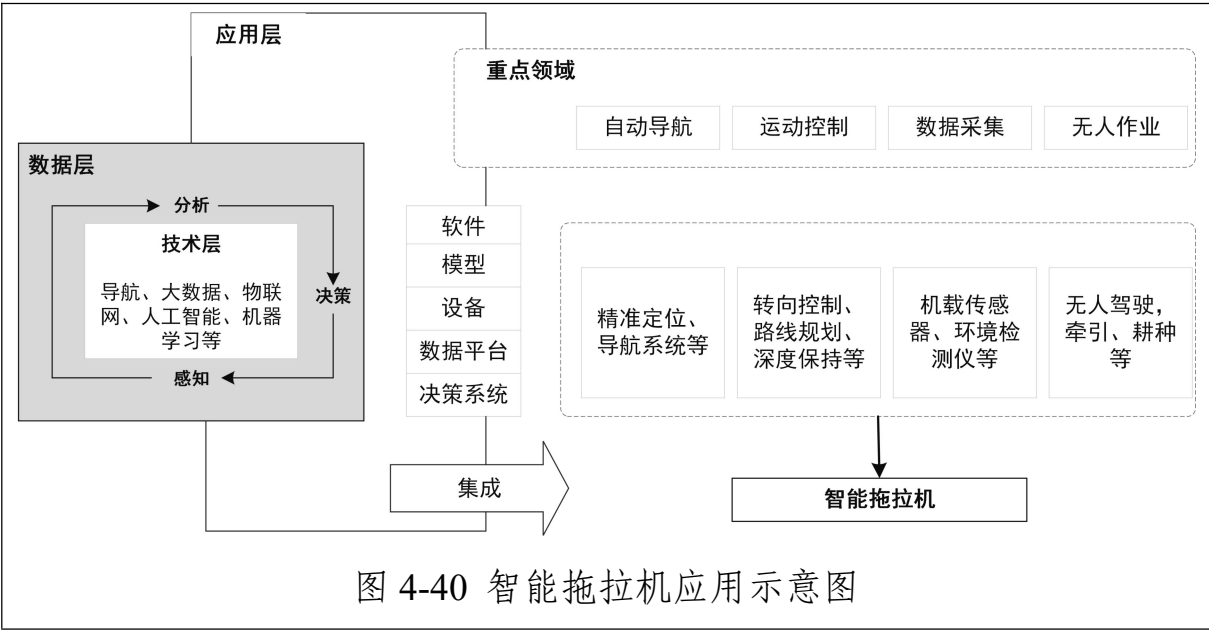 应用层
重点领域
自动导航
运动控制
数据采集
无人作业
数据层
分析
技术层
导航、大数据、物联
网、人工智能、机器
学习等
决策
感知
软件
模型
设备
数据平台
决策系统
精准定位、
导航系统等
转向控制、
路线规划、
深度保持等
机载传感
器、环境检
测仪等
无人驾驶，
牵引、耕种
等
集成
智能拖拉机
图 4-40 智能拖拉机应用示意图